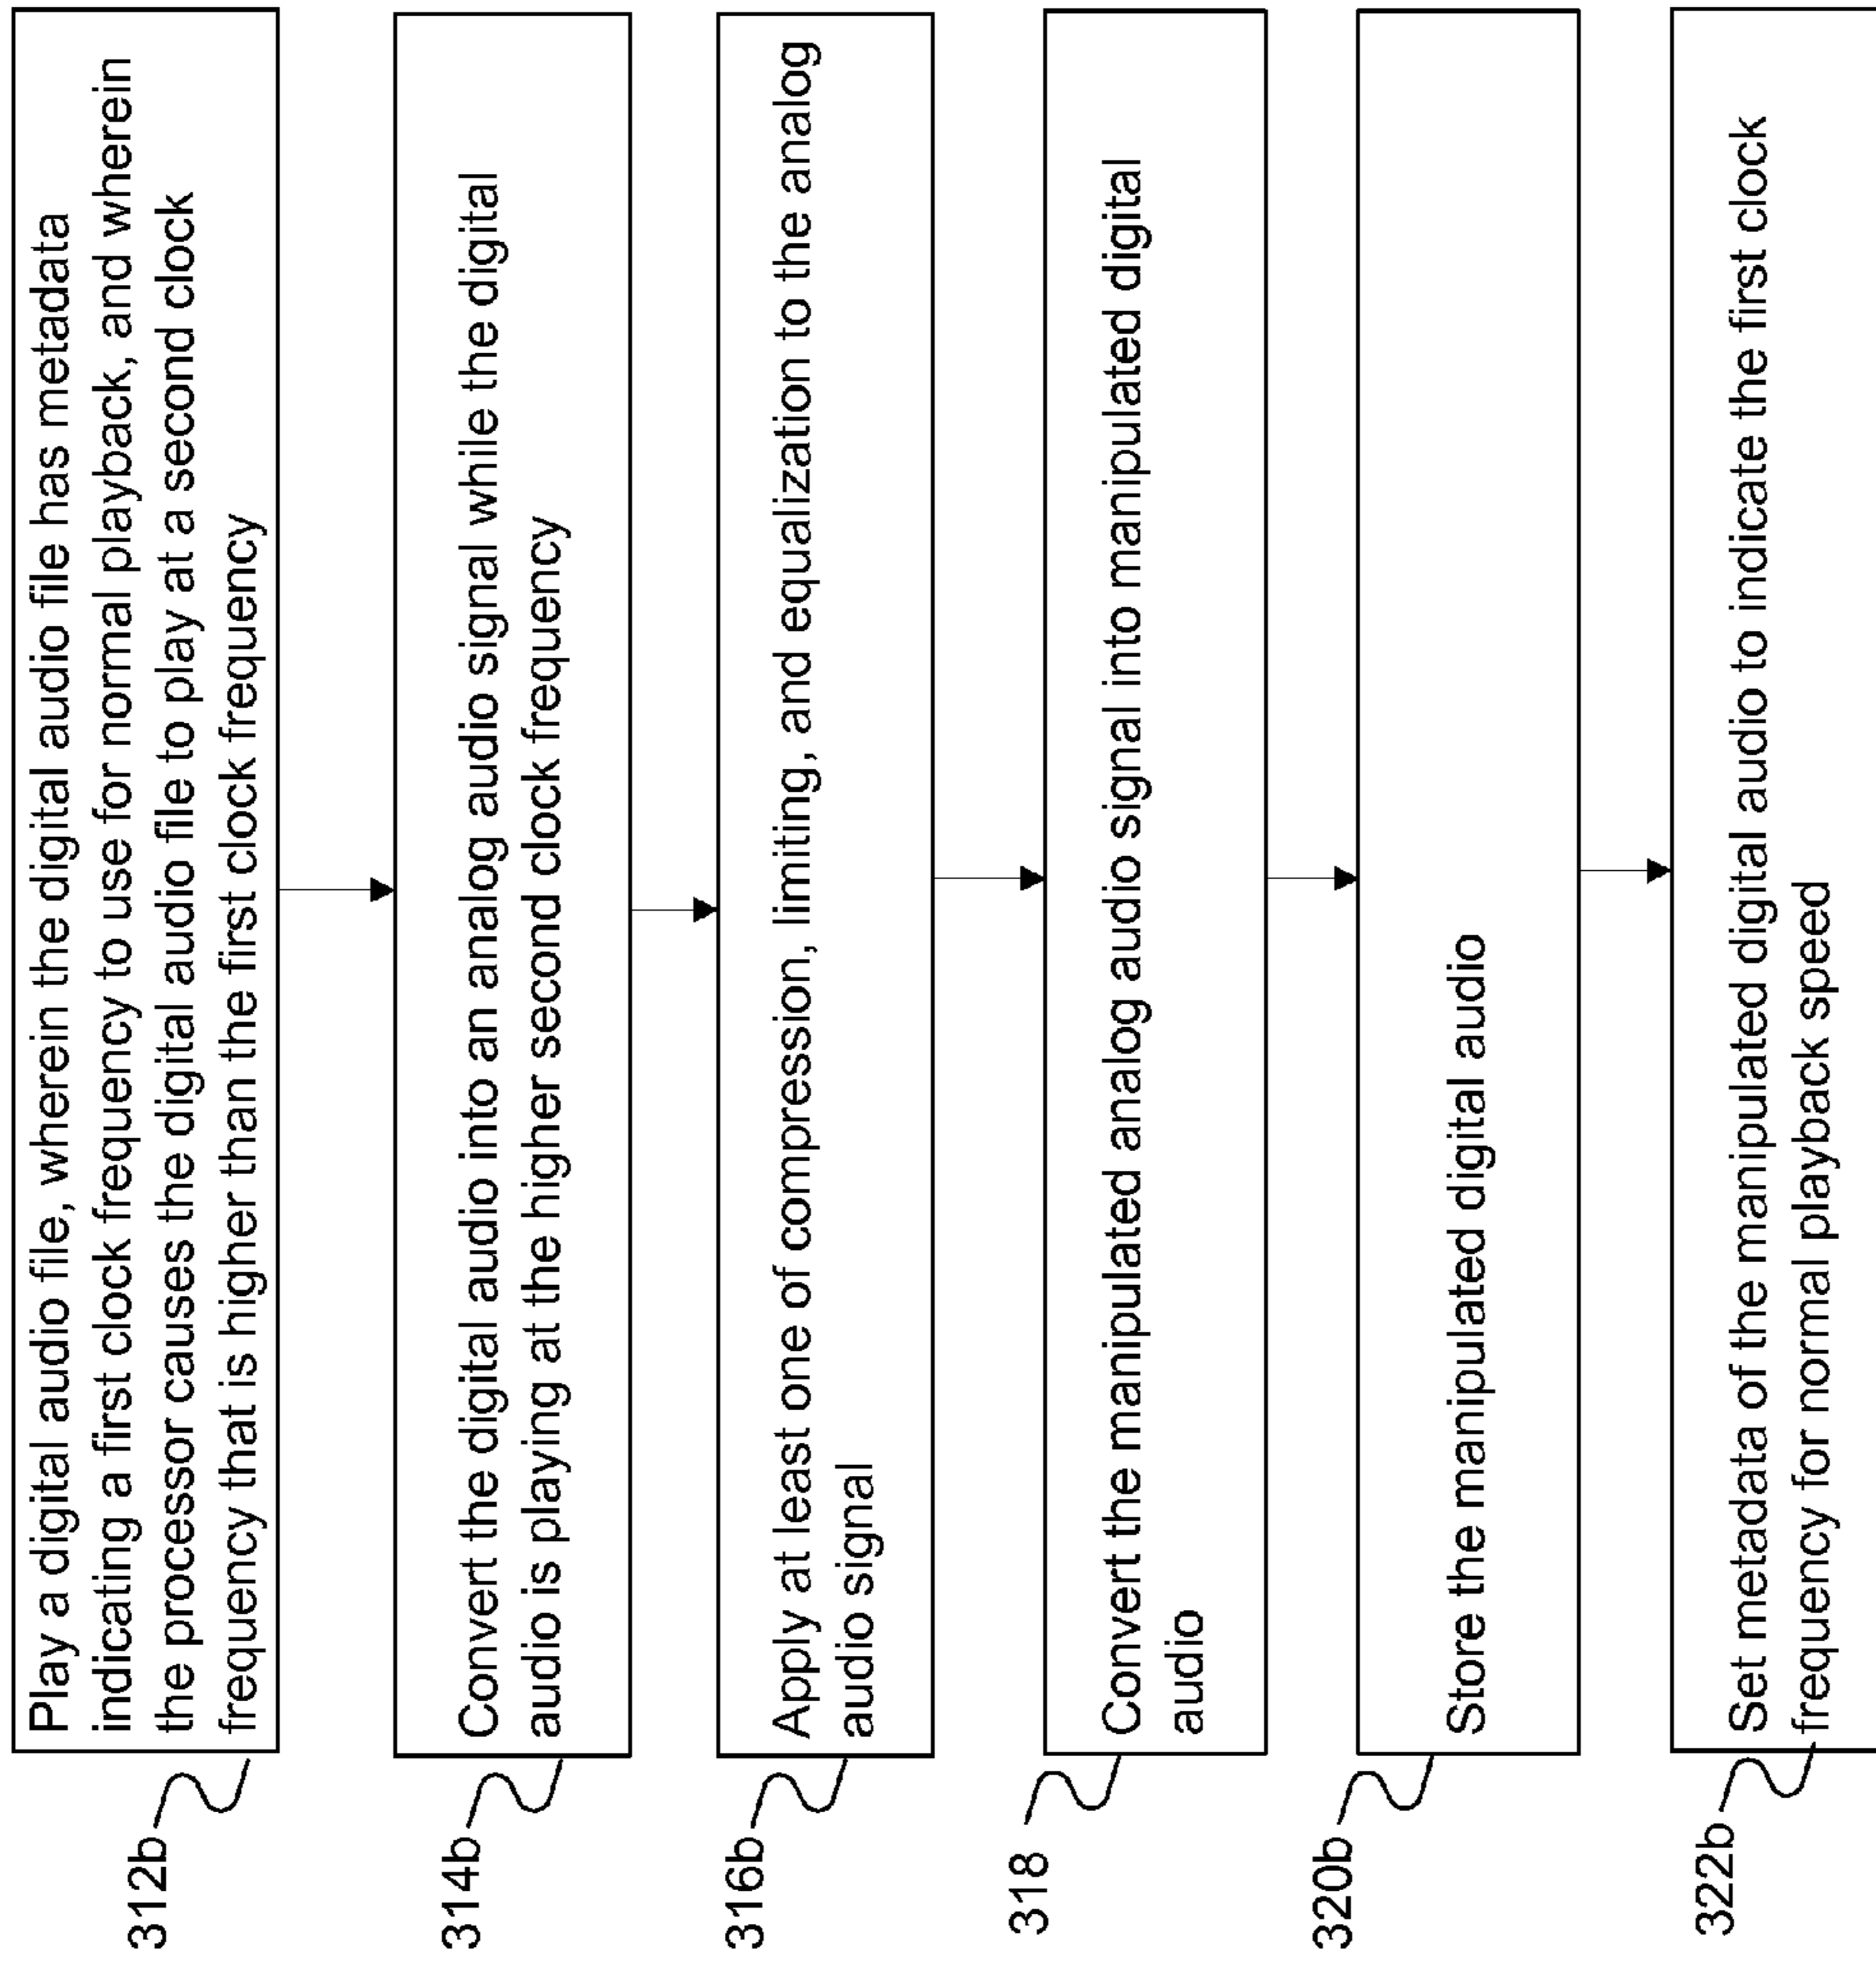 312b
Play a digital audio file, wherein the digital audio file has metadata
indicating a first clock frequency to use for normal playback, and wherein
the processor causes the digital audio file to play at a second clock
frequency that is higher than the first clock frequency
314b
Convert the digital audio into an analog audio signal while the digital
audio is playing at the higher second clock frequency
316b
Apply at least one of compression, limiting, and equalization to the analog
audio signal
318
Convert the manipulated analog audio signal into manipulated digital
audio
320b
Store the manipulated digital audio
322b
Set metadata of the manipulated digital audio to indicate the first clock
frequency for normal playback speed